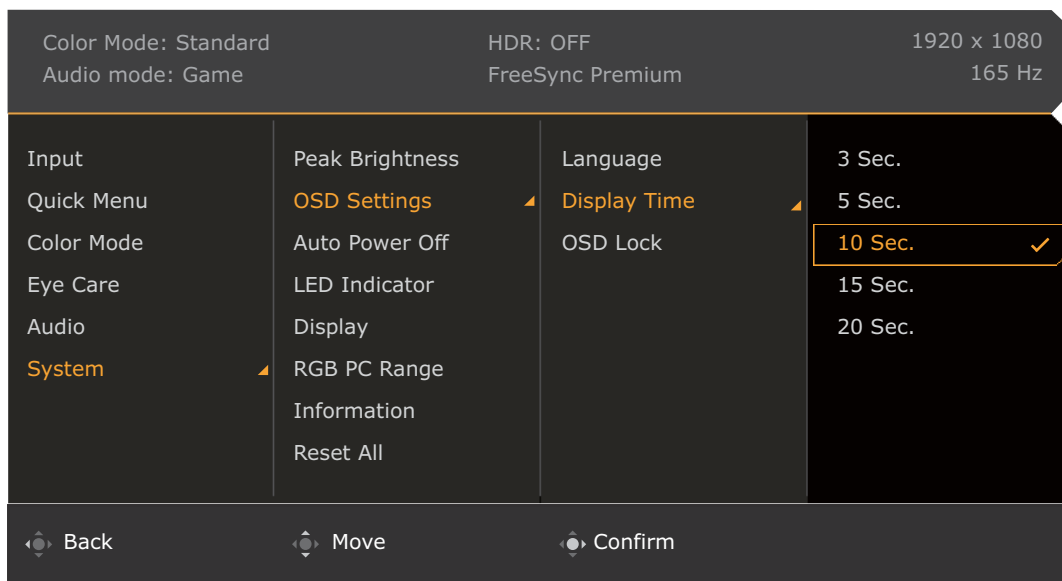 Color Mode: Standard
HDR: OFF
1920 x 1080
Audio mode: Game
FreeSync Premium
165 Hz
Input
Quick Menu
Color Mode
Eye Care
Audio
System
Peak Brightness
OSD Settings
Auto Power Off
LED Indicator
Display
RGB PC Range
Information
Reset All
Language
Display Time
OSD Lock
3 Sec.
5 Sec.
10 Sec.
15 Sec.
20 Sec.
Back
Move
Confirm